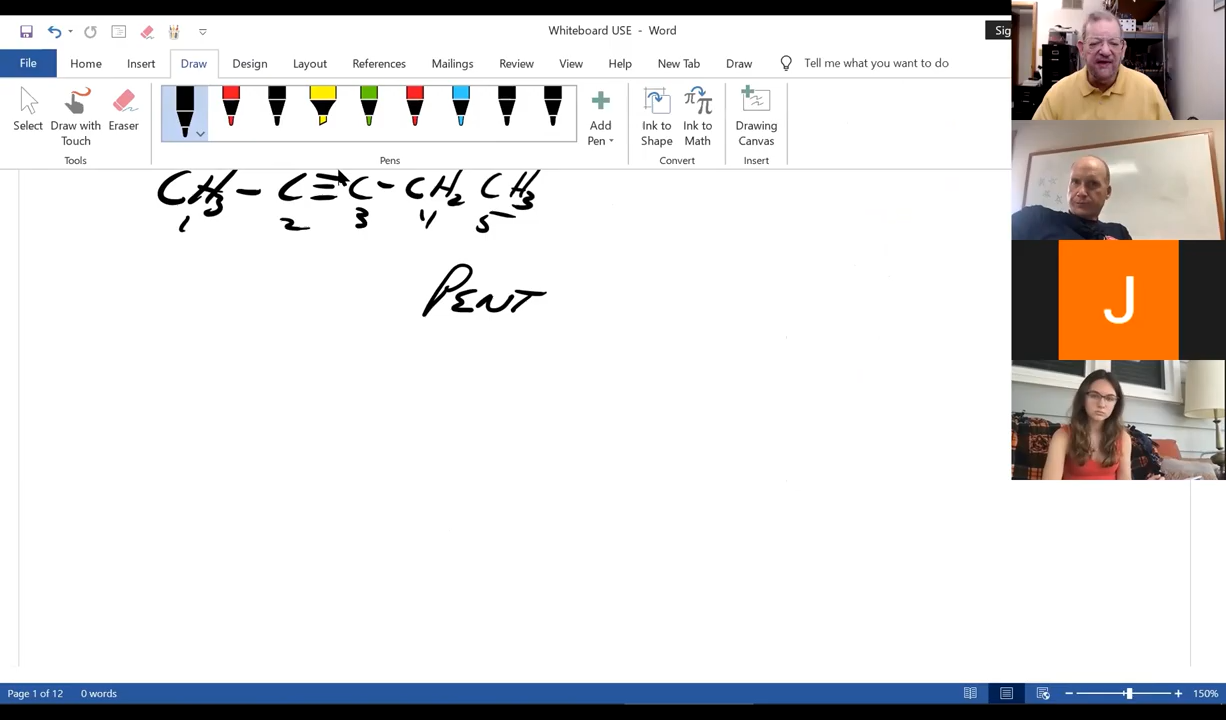 Whiteboard USE - Word
Sig
File Home Insert Draw Design Layout References Mailings Review View Help New Tab Draw Tell me what you want to do
Select Draw with Touch Eraser Add Pen Ink to Shape Ink to Math Drawing Canvas
Tools Pens Convert Insert
CH3 - C≡C - CH2 CH3
1 2 3 4 5
PENT
J
Page 1 of 12 0 words 150%